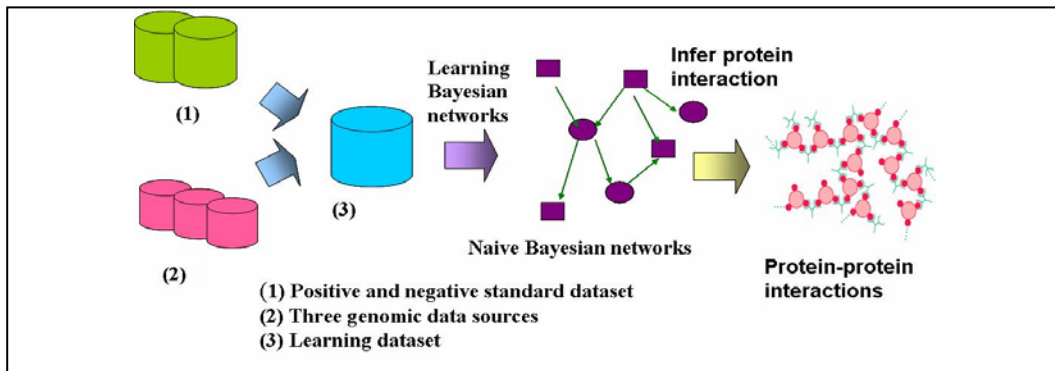 (1)
(2)
(3)
Learning
Bayesian
networks
Naive Bayesian networks
Infer protein
interaction
Protein-protein
interactions
(1) Positive and negative standard dataset
(2) Three genomic data sources
(3) Learning dataset